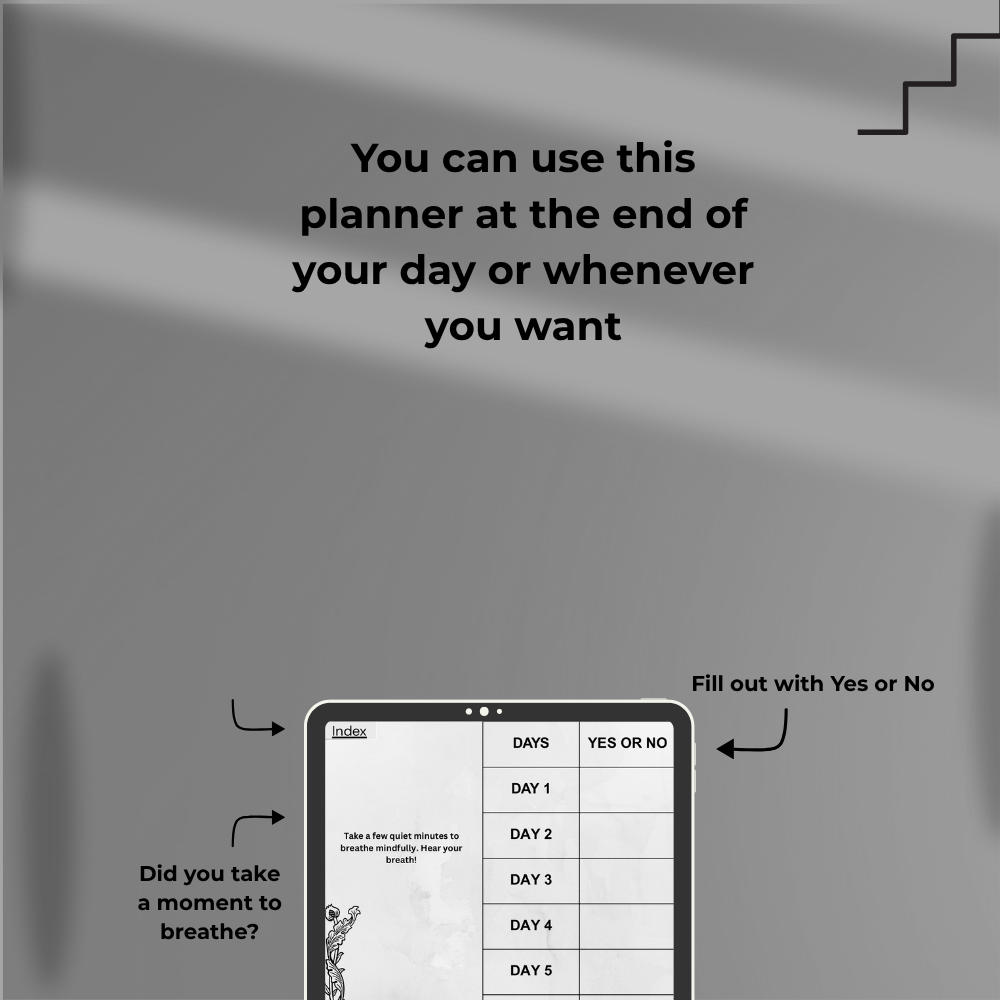 You can use this
planner at the end of
your day or whenever
you want
Fill out with Yes or No
Index
DAYS
YES OR NO
DAY 1
Take a few quiet minutes to
breathe mindfully. Hear your
breath!
DAY 2
DAY 3
DAY 4
DAY 5
Did you take
a moment to
breathe?